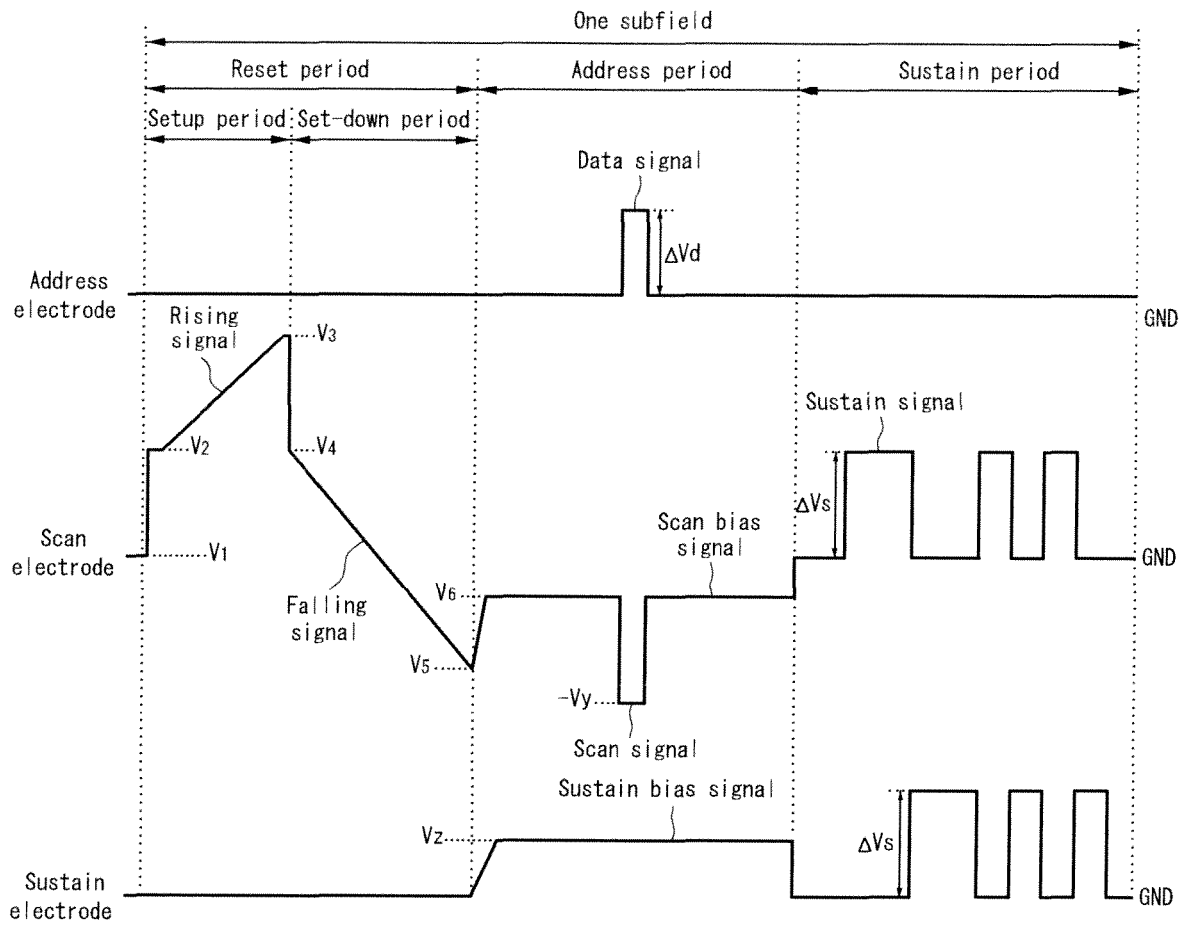 One subfield
Reset period
Address period
Sustain period
Setup period
Set-down period
Data signal
ΔVd
Address
electrode
GND
Rising
signal
V3
V2
V4
Sustain signal
ΔVs
Scan bias
signal
Scan
electrode
V1
GND
V6
Falling
signal
V5
-Vy
Scan signal
Sustain bias signal
Vz
ΔVs
Sustain
electrode
GND